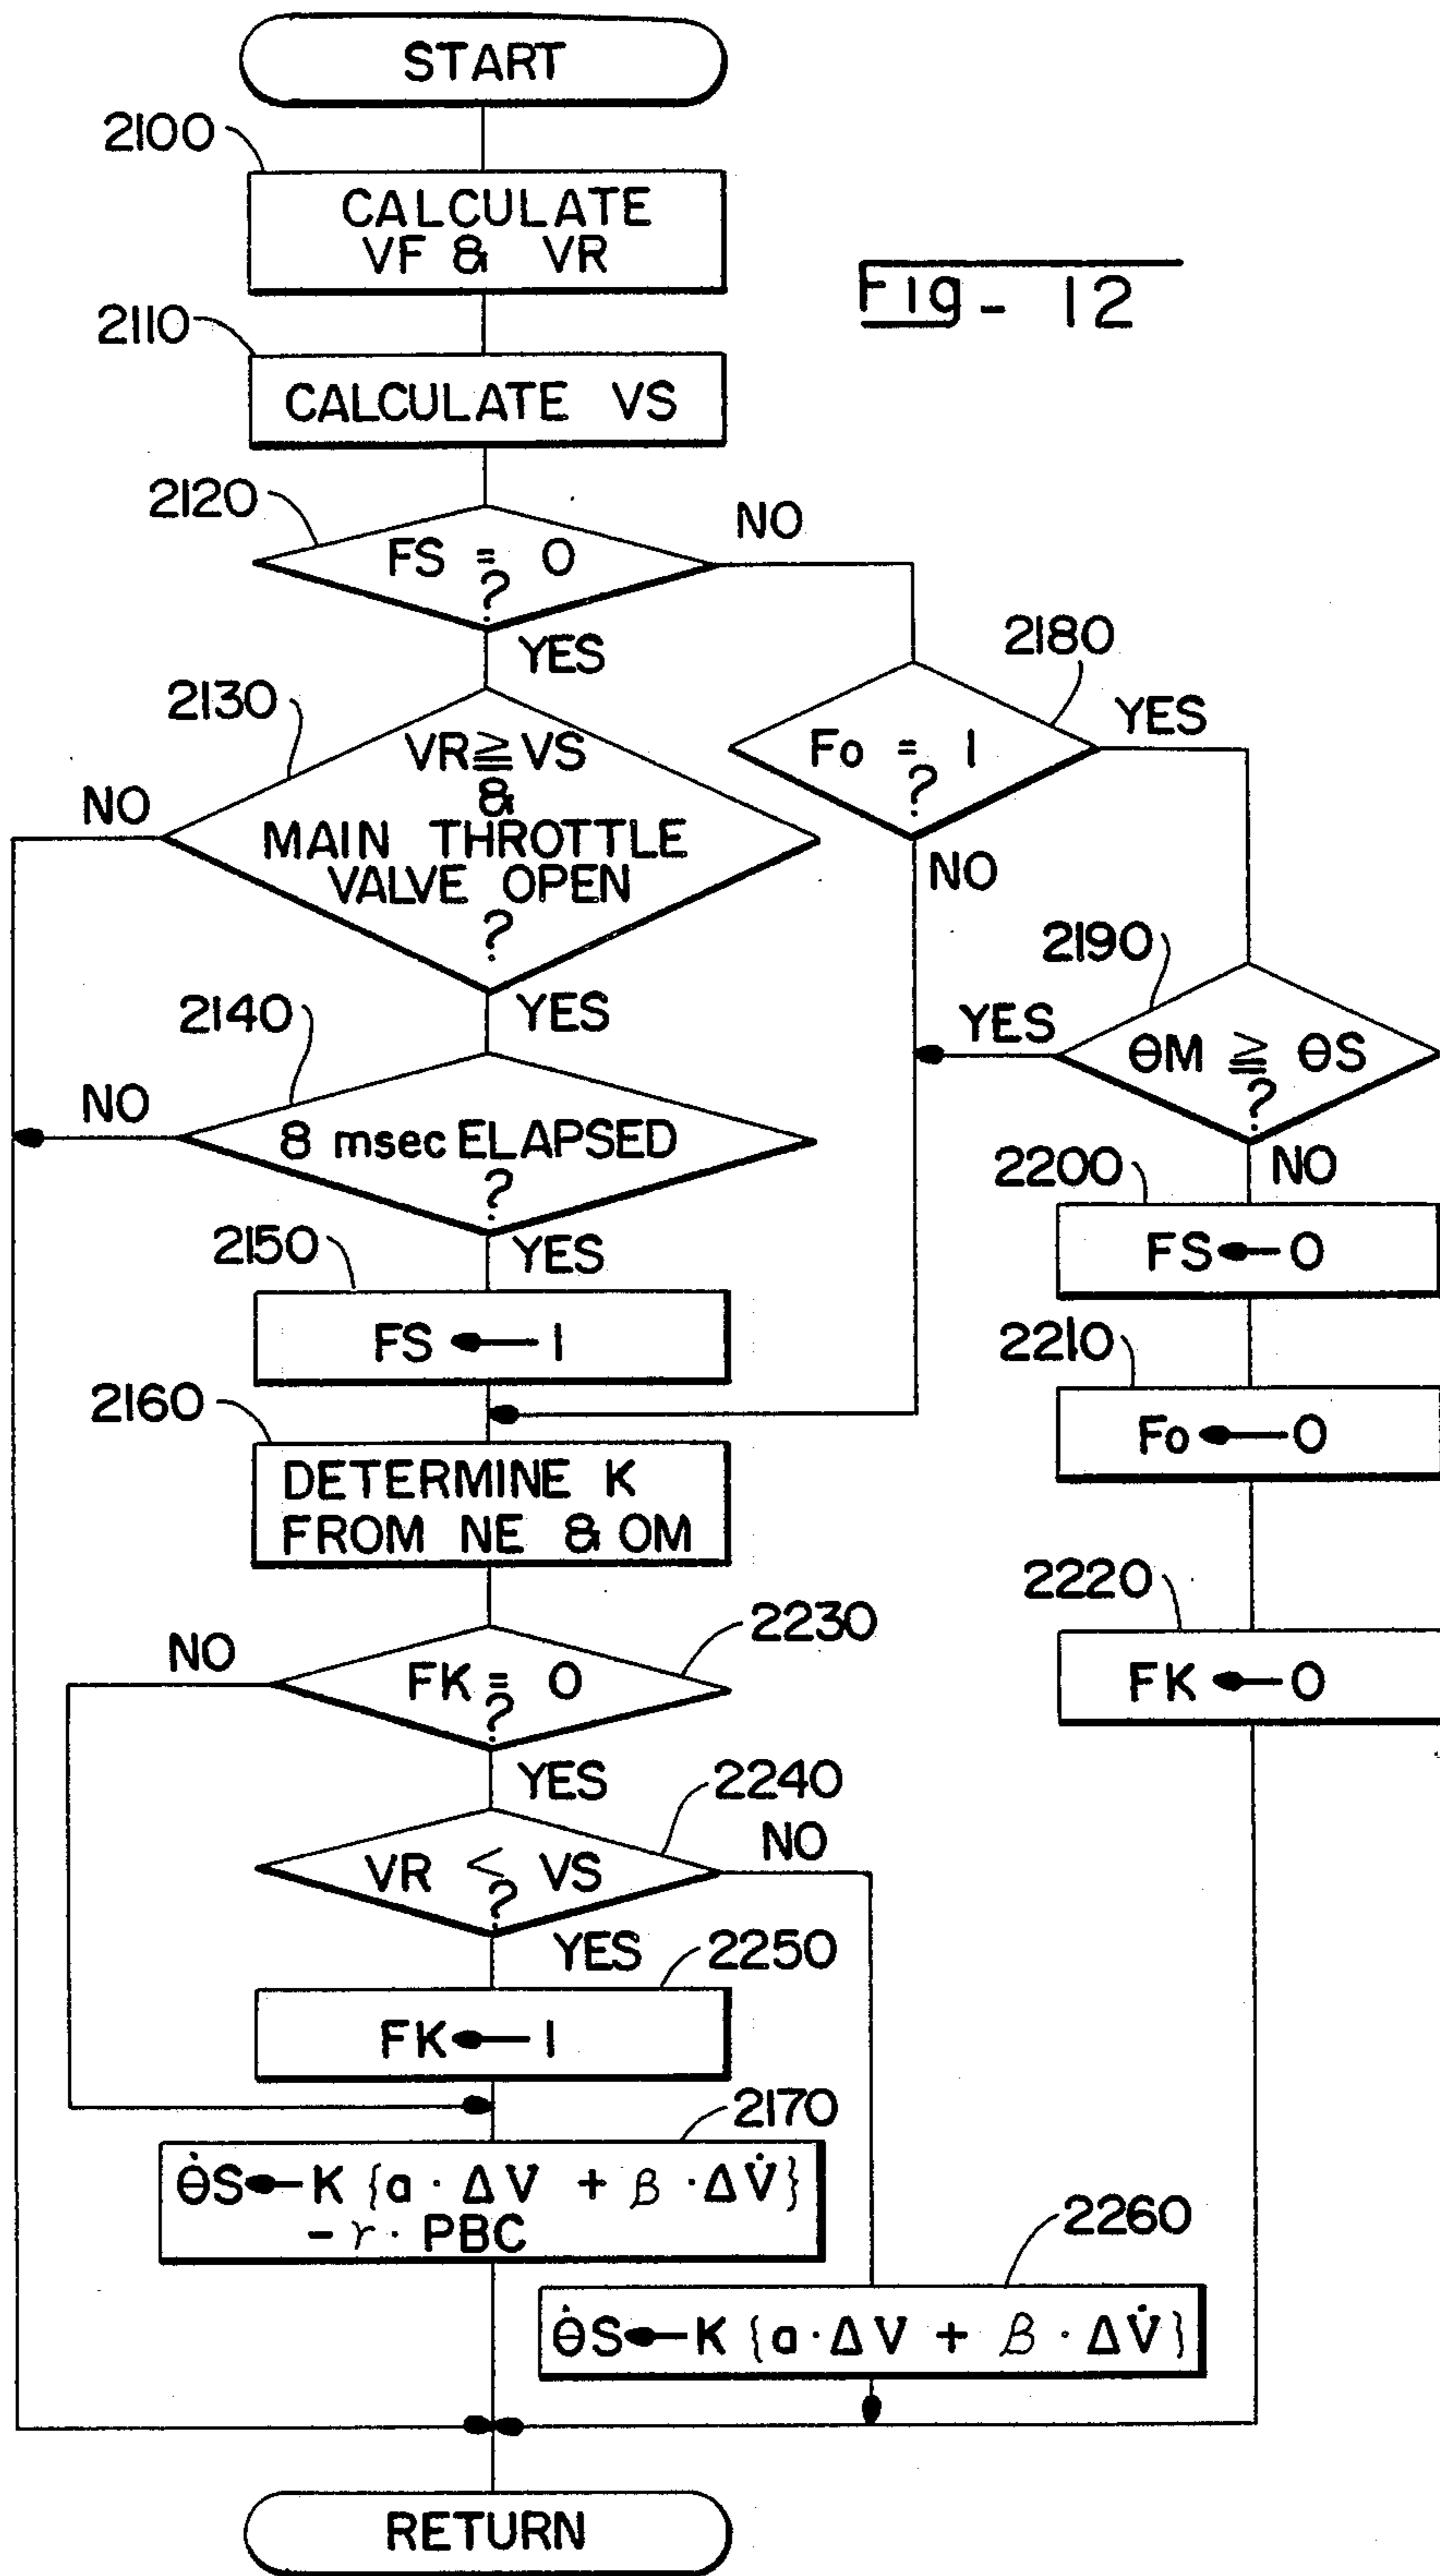 START
2100
CALCULATE
VF & VR
Fig - 12
2110
CALCULATE VS
2120
FS = 0
?
NO
YES
2130
VR ≧ VS
&
MAIN THROTTLE
VALVE OPEN
?
NO
YES
2180
Fo = 1
?
YES
NO
2190
θM ≧ θS
?
YES
NO
2140
8 msec ELAPSED
?
NO
YES
2150
FS ← 1
2160
DETERMINE K
FROM NE & OM
2200
FS ← 0
2210
Fo ← 0
2220
FK ← 0
2230
FK = 0
?
NO
YES
2240
VR < VS
?
NO
YES
2250
FK ← 1
2170
θ̇S ← K {a · ΔV + β · ΔV̇}
- r · PBC
2260
θ̇S ← K {a · ΔV + β · ΔV̇}
RETURN